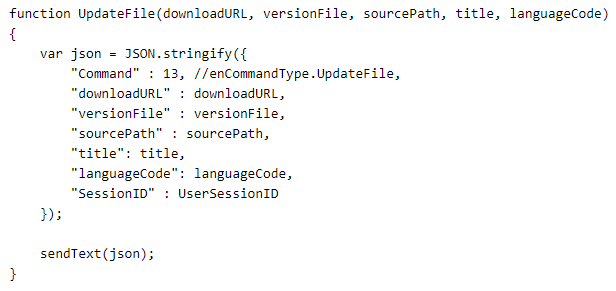 function UpdateFile(downloadURL, versionFile, sourcePath, title, languageCode)
{
    var json = JSON.stringify({
        "Command" : 13, //enCommandType.UpdateFile,
        "downloadURL" : downloadURL,
        "versionFile" : versionFile,
        "sourcePath" : sourcePath,
        "title": title,
        "languageCode": languageCode,
        "SessionID" : UserSessionID
    });

    sendText(json);
}